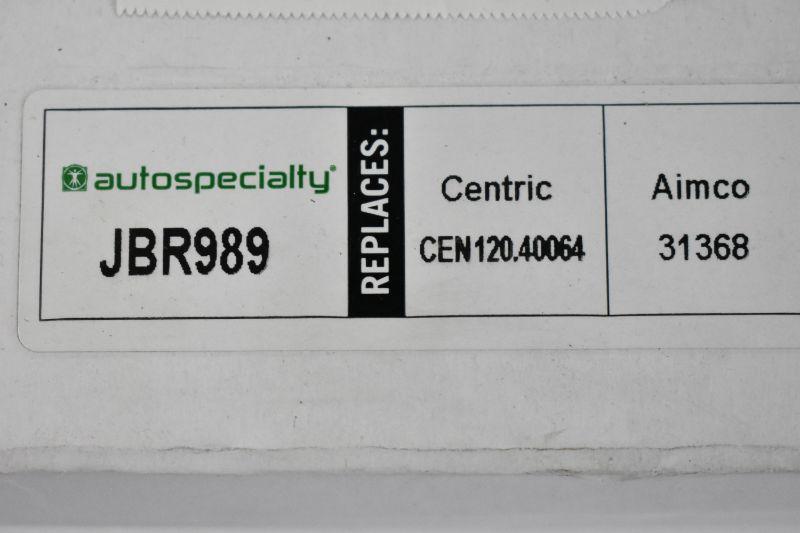 autospecialty®
JBR989
REPLACES:
Centric
CEN120.40064
Aimco
31368